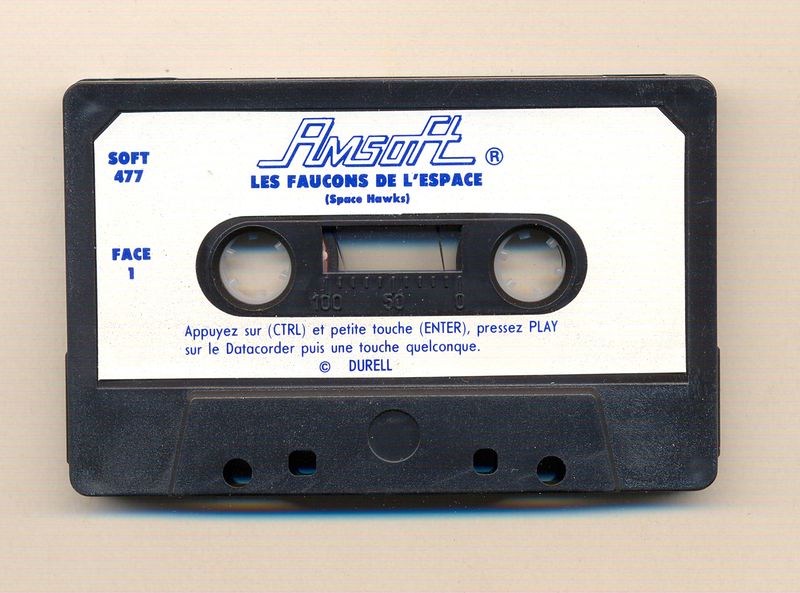 Amsoft ®
SOFT
477
LES FAUCONS DE L'ESPACE
(Space Hawks)
FACE
1
100 50 0
Appuyez sur (CTRL) et petite touche (ENTER), pressez PLAY
sur le Datacorder puis une touche quelconque.
© DURELL